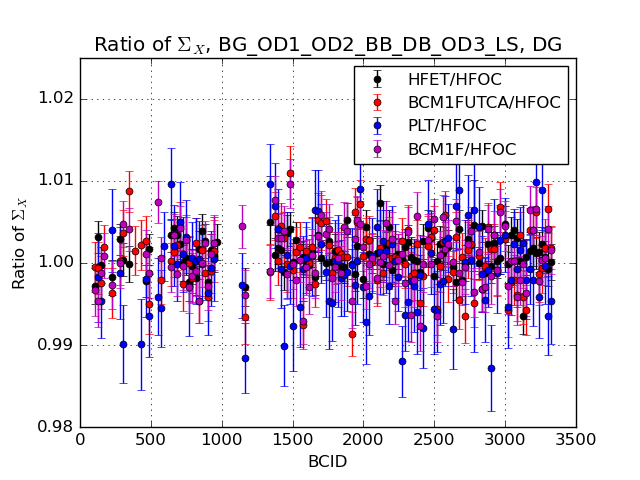 Ratio of Σ_X, BG_OD1_OD2_BB_DB_OD3_LS, DG
HFET/HFOC
BCM1FUTCA/HFOC
PLT/HFOC
BCM1F/HFOC
Ratio of Σ_X
1.02
1.01
1.00
0.99
0.98
0 500 1000 1500 2000 2500 3000 3500
BCID